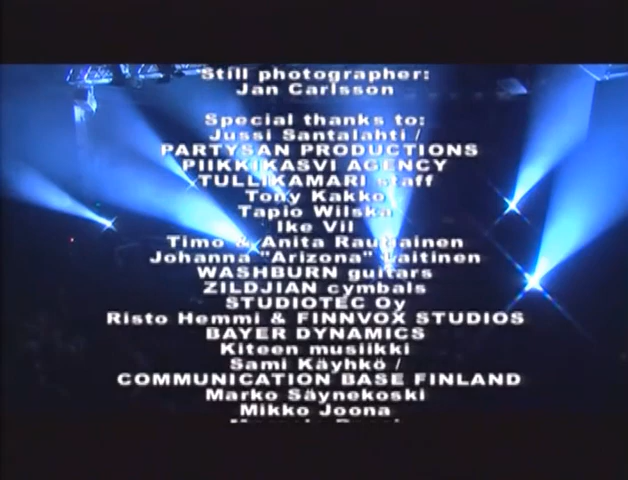 Still photographer:
Jan Carlsson
Special thanks to:
Jussi Santalahti /
PARTYSAN PRODUCTIONS
PIIKKIKASVI AGENCY
TULLIKAMARI staff
Tony Kakko
Tapio Wilska
Ike Vil
Timo & Anita Rautiainen
Johanna "Arizona" Laitinen
WASHBURN guitars
ZILDJIAN cymbals
STUDIOTEC Oy
Risto Hemmi & FINNVOX STUDIOS
BAYER DYNAMICS
Kiteen musiikki
Sami Käyhkö /
COMMUNICATION BASE FINLAND
Marko Säynekoski
Mikko Joona